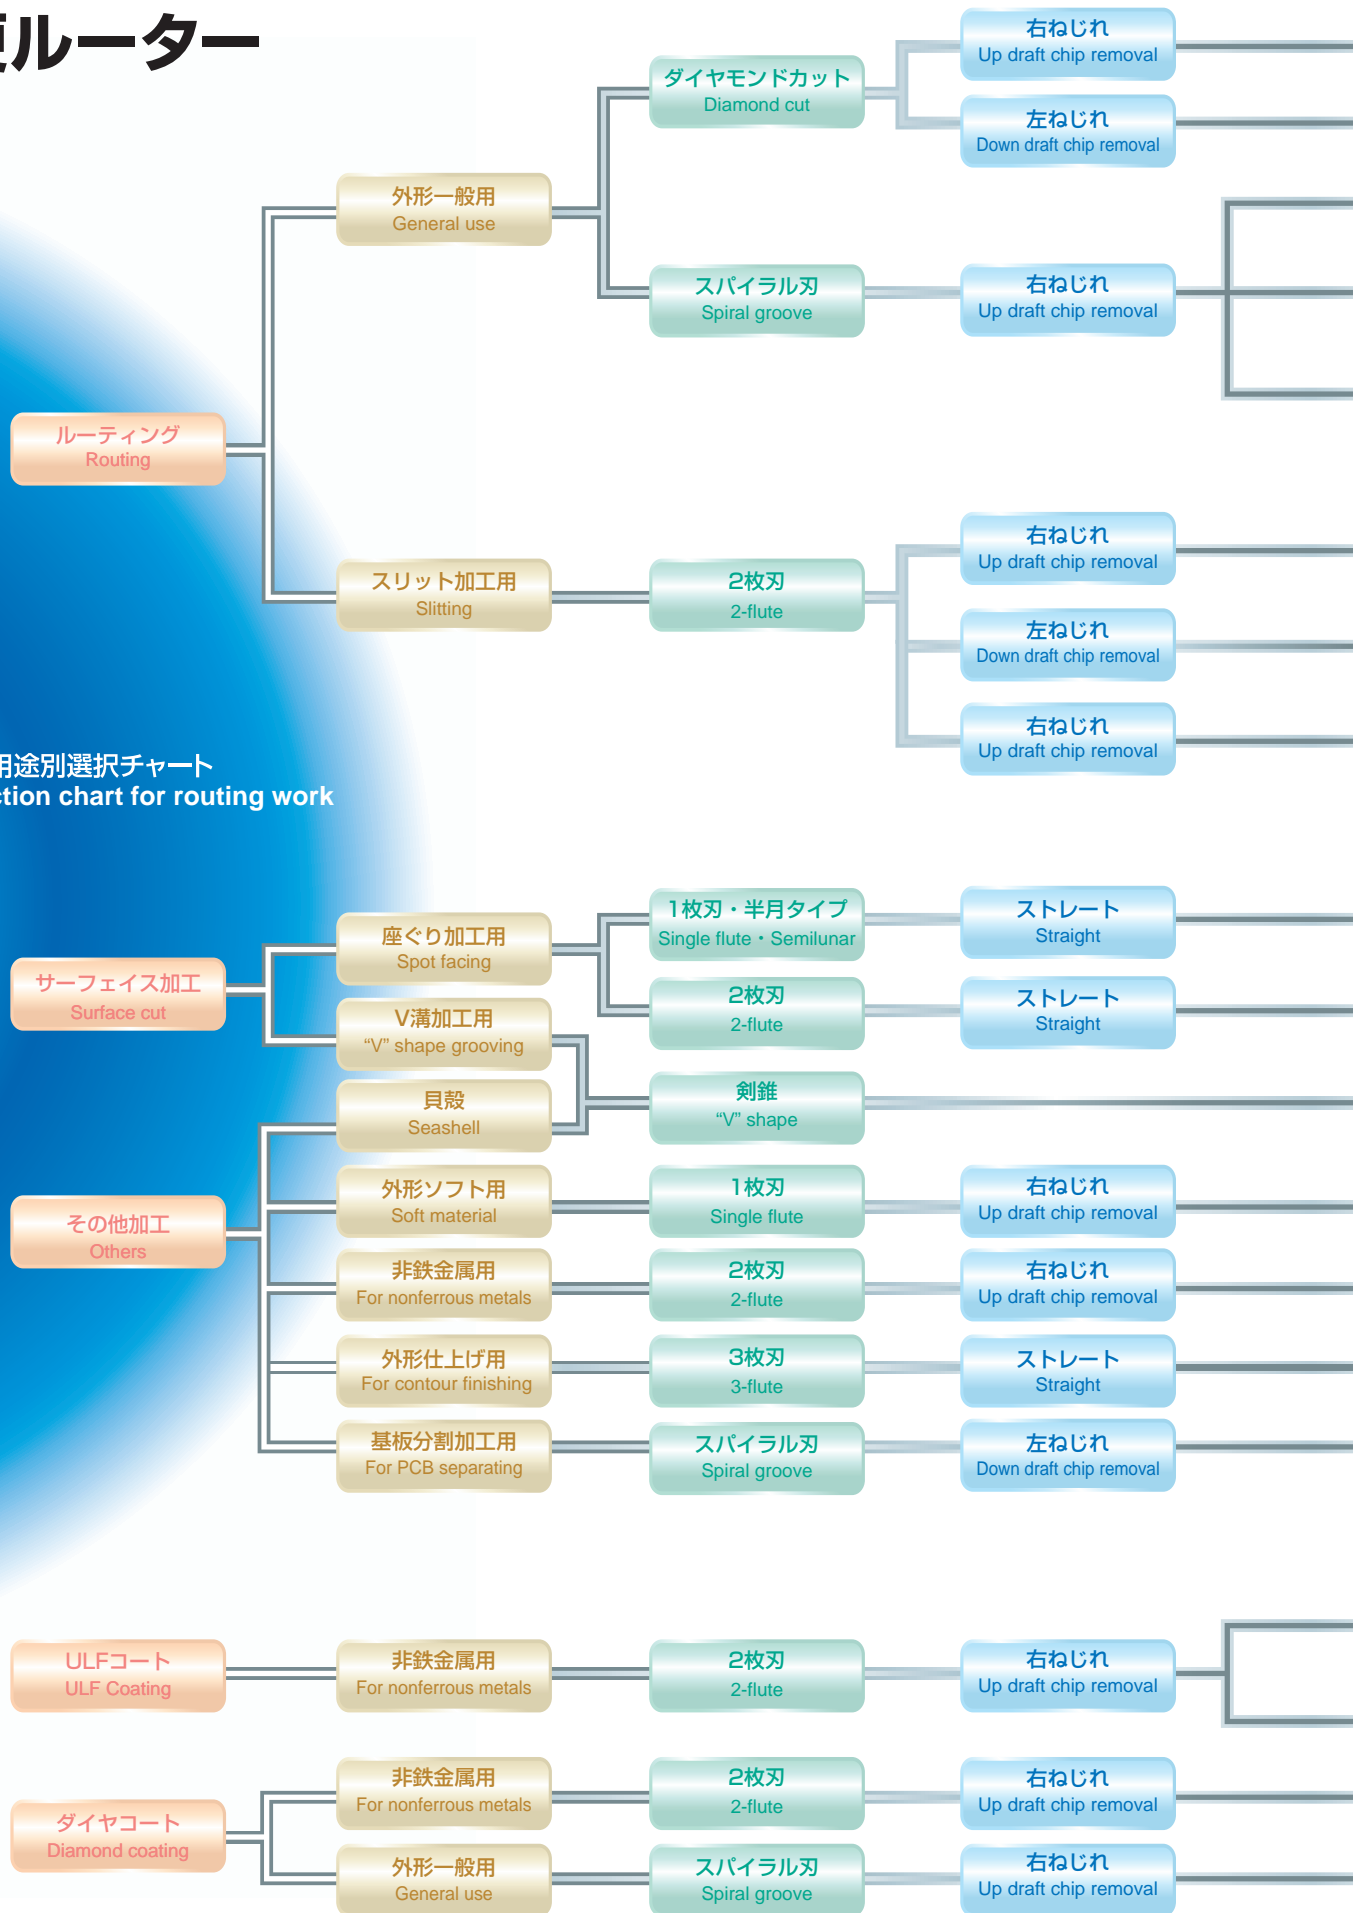 ルーター
右ねじれ
Up draft chip removal
ダイヤモンドカット
Diamond cut
左ねじれ
Down draft chip removal
外形一般用
General use
スパイラル刃
Spiral groove
右ねじれ
Up draft chip removal
ルーティング
Routing
右ねじれ
Up draft chip removal
スリット加工用
Slitting
2枚刃
2-flute
左ねじれ
Down draft chip removal
右ねじれ
Up draft chip removal
用途別選択チャート
ction chart for routing work
1枚刃・半月タイプ
Single flute・Semilunar
ストレート
Straight
座ぐり加工用
Spot facing
サーフェイス加工
Surface cut
2枚刃
2-flute
ストレート
Straight
V溝加工用
“V” shape grooving
貝殻
Seashell
剣錐
“V” shape
その他加工
Others
外形ソフト用
Soft material
1枚刃
Single flute
右ねじれ
Up draft chip removal
非鉄金属用
For nonferrous metals
2枚刃
2-flute
右ねじれ
Up draft chip removal
外形仕上げ用
For contour finishing
3枚刃
3-flute
ストレート
Straight
基板分割加工用
For PCB separating
スパイラル刃
Spiral groove
左ねじれ
Down draft chip removal
ULFコート
ULF Coating
非鉄金属用
For nonferrous metals
2枚刃
2-flute
右ねじれ
Up draft chip removal
ダイヤコート
Diamond coating
非鉄金属用
For nonferrous metals
2枚刃
2-flute
右ねじれ
Up draft chip removal
外形一般用
General use
スパイラル刃
Spiral groove
右ねじれ
Up draft chip removal